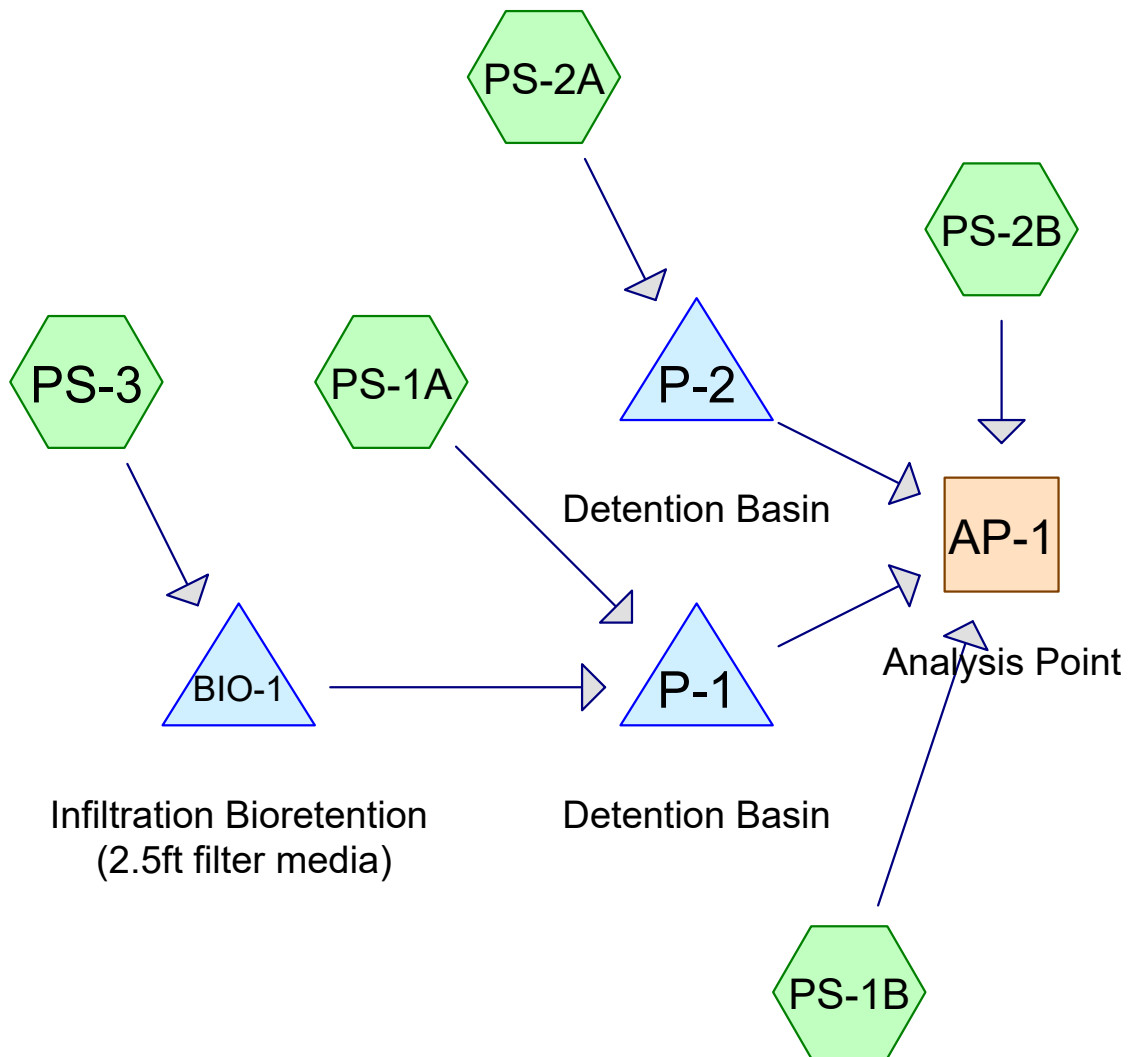 PS-2A
PS-2B
PS-3
PS-1A
P-2
Detention Basin
AP-1
Analysis Point
BIO-1
P-1
Infiltration Bioretention
(2.5ft filter media)
Detention Basin
PS-1B